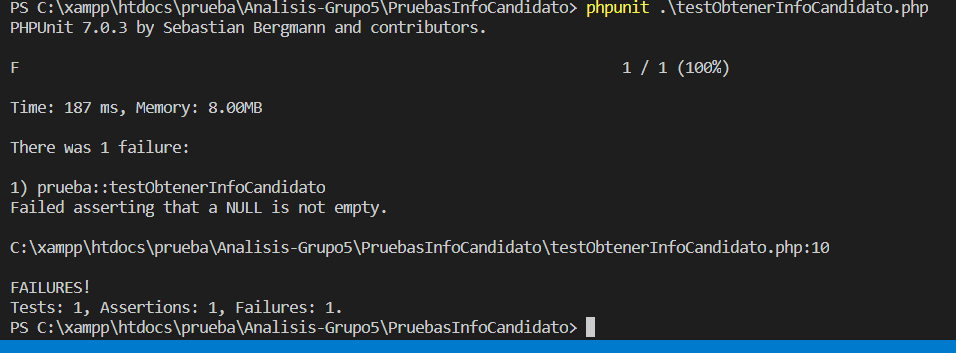 PS C:\xampp\htdocs\prueba\Analisis-Grupo5\PruebasInfoCandidato> phpunit .\testObtenerInfoCandidato.php
PHPUnit 7.0.3 by Sebastian Bergmann and contributors.
F 1 / 1 (100%)
Time: 187 ms, Memory: 8.00MB
There was 1 failure:
1) prueba::testObtenerInfoCandidato
Failed asserting that a NULL is not empty.
C:\xampp\htdocs\prueba\Analisis-Grupo5\PruebasInfoCandidato\testObtenerInfoCandidato.php:10
FAILURES!
Tests: 1, Assertions: 1, Failures: 1.
PS C:\xampp\htdocs\prueba\Analisis-Grupo5\PruebasInfoCandidato>